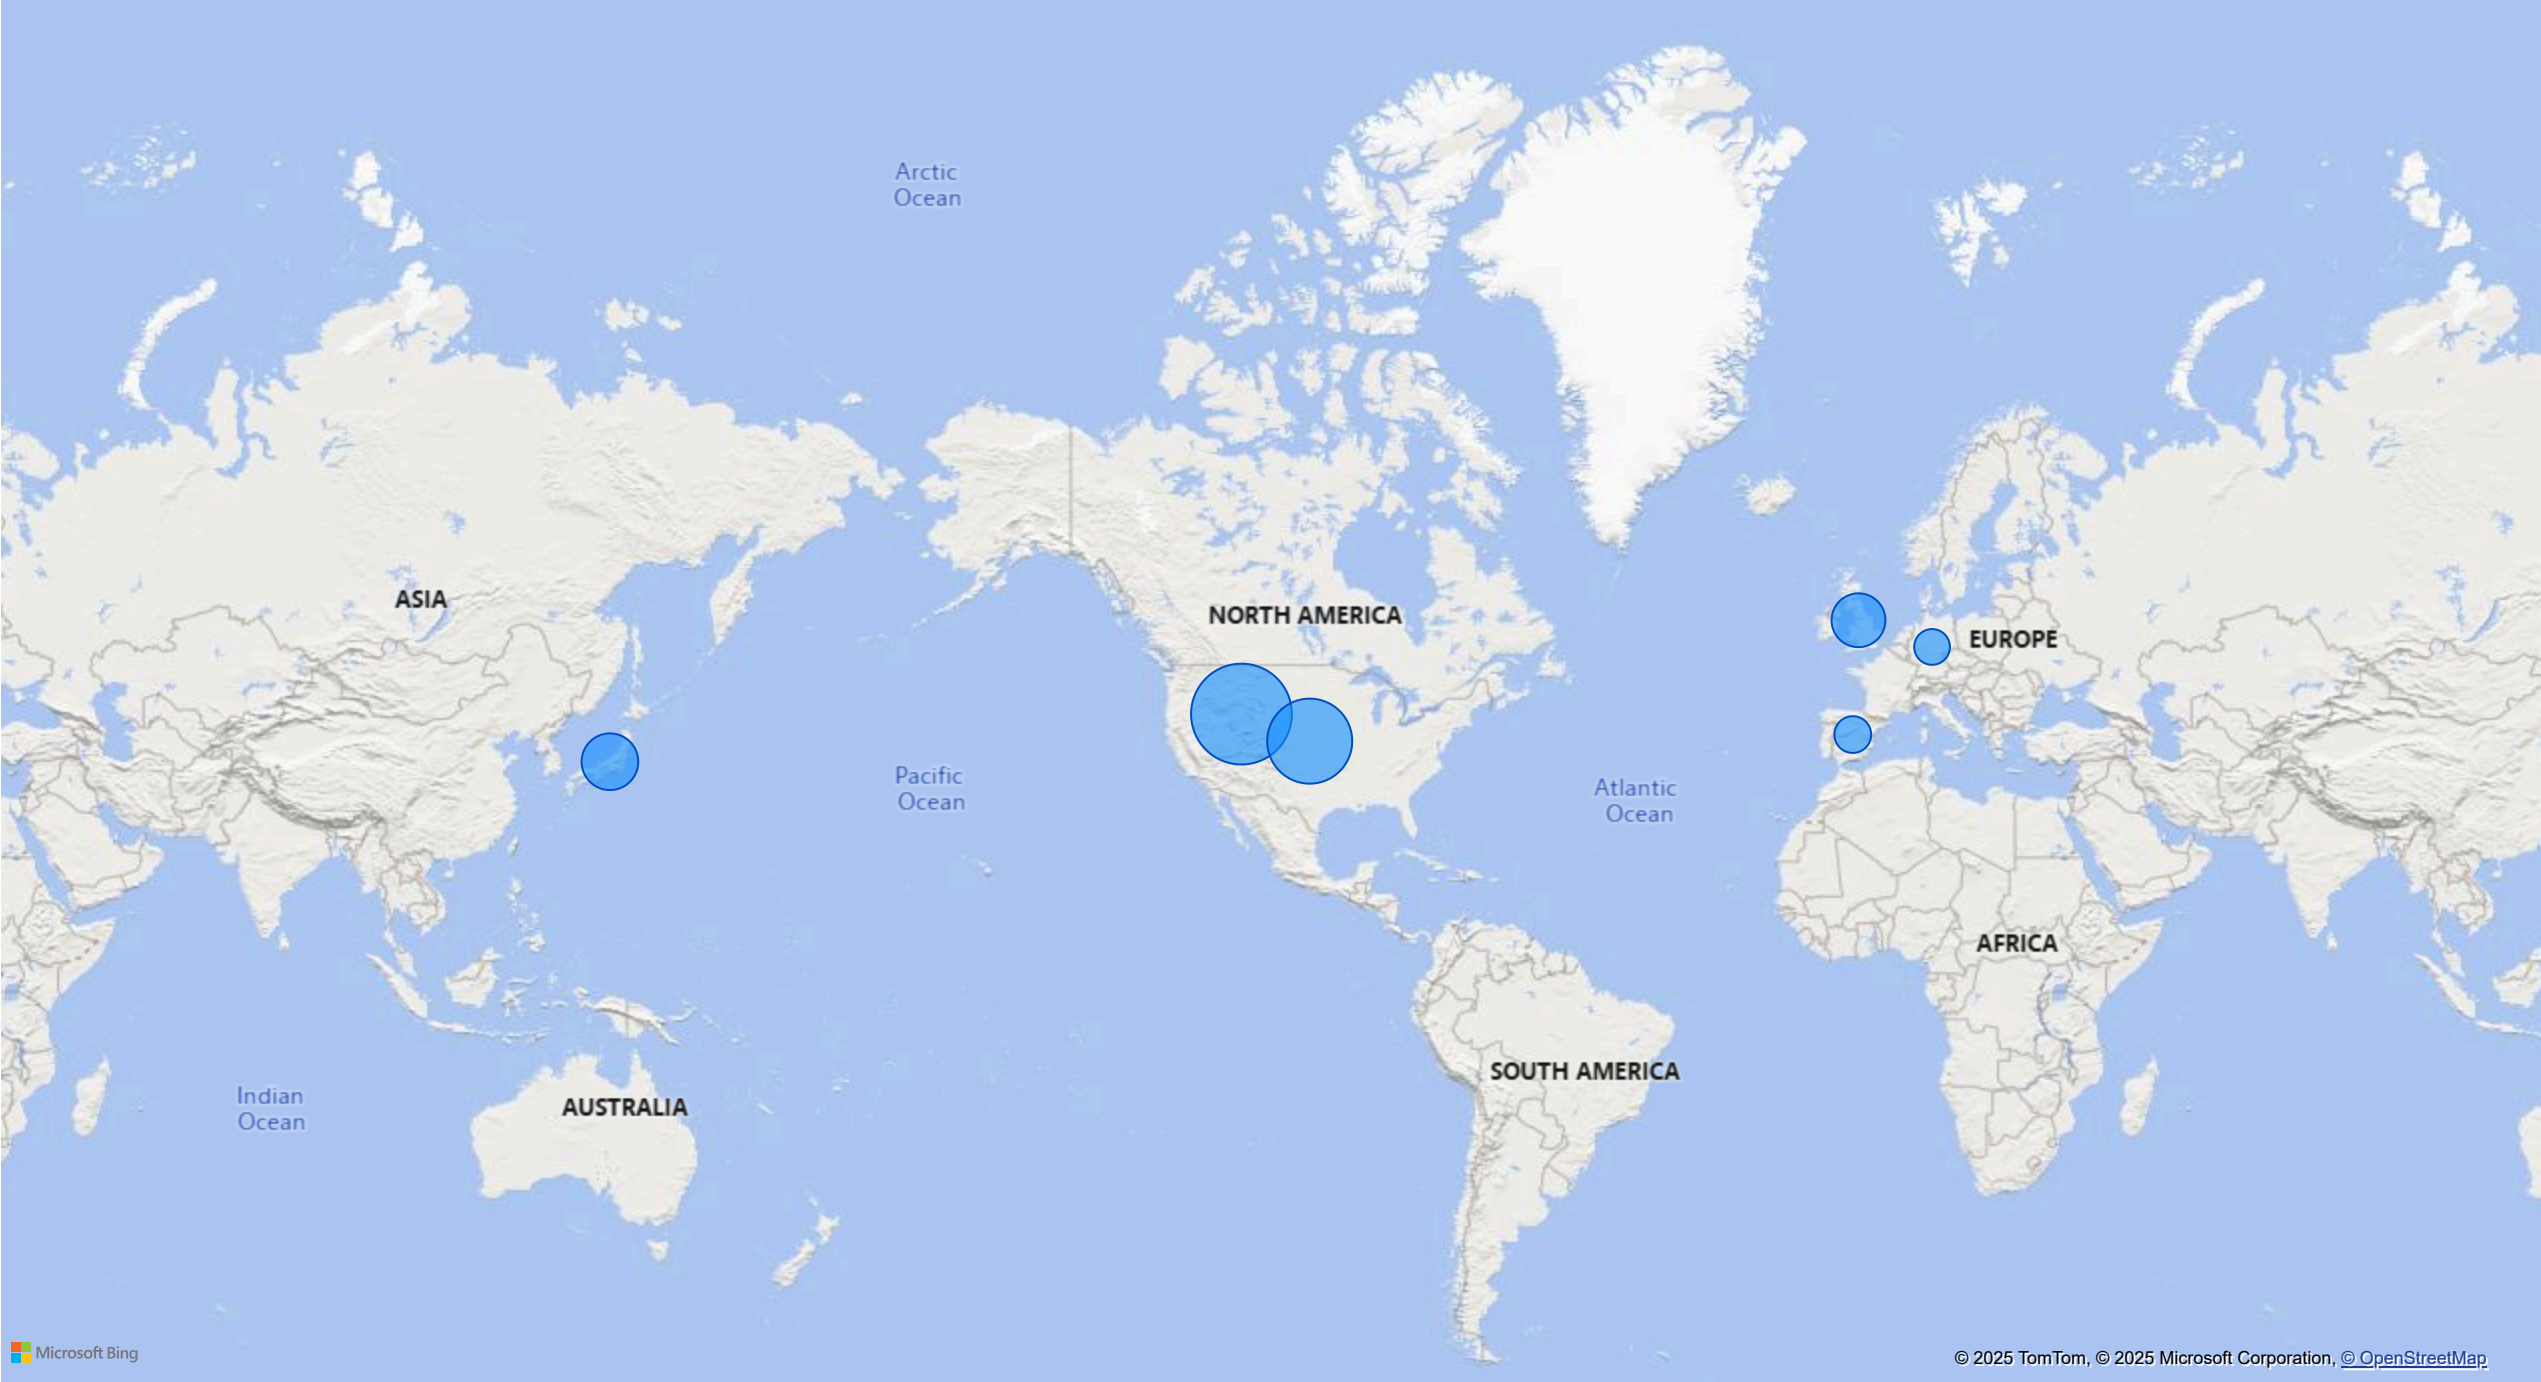 Arctic
Ocean
ASIA
NORTH AMERICA
EUROPE
Pacific
Ocean
Atlantic
Ocean
AFRICA
SOUTH AMERICA
Indian
Ocean
AUSTRALIA
Microsoft Bing
© 2025 TomTom, © 2025 Microsoft Corporation, © OpenStreetMap